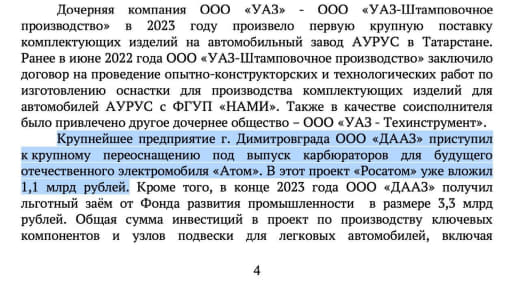 Дочерняя компания ООО «УАЗ» - ООО «УАЗ-Штамповочное
производство» в 2023 году произвело первую крупную поставку
комплектующих изделий на автомобильный завод АУРУС в Татарстане.
Ранее в июне 2022 года ООО «УАЗ-Штамповочное производство» заключило
договор на проведение опытно-конструкторских и технологических работ по
изготовлению оснастки для производства комплектующих изделий для
автомобилей АУРУС с ФГУП «НАМИ». Также в качестве соисполнителя
было привлечено другое дочернее общество – ООО «УАЗ - Техинструмент».
Крупнейшее предприятие г. Димитровграда ООО «ДААЗ» приступил
к крупному переоснащению под выпуск карбюраторов для будущего
отечественного электромобиля «Атом». В этот проект «Росатом» уже вложил
1,1 млрд рублей. Кроме того, в конце 2023 года ООО «ДААЗ» получил
льготный заём от Фонда развития промышленности в размере 3,3 млрд
рублей. Общая сумма инвестиций в проект по производству ключевых
компонентов и узлов подвески для легковых автомобилей, включая
4